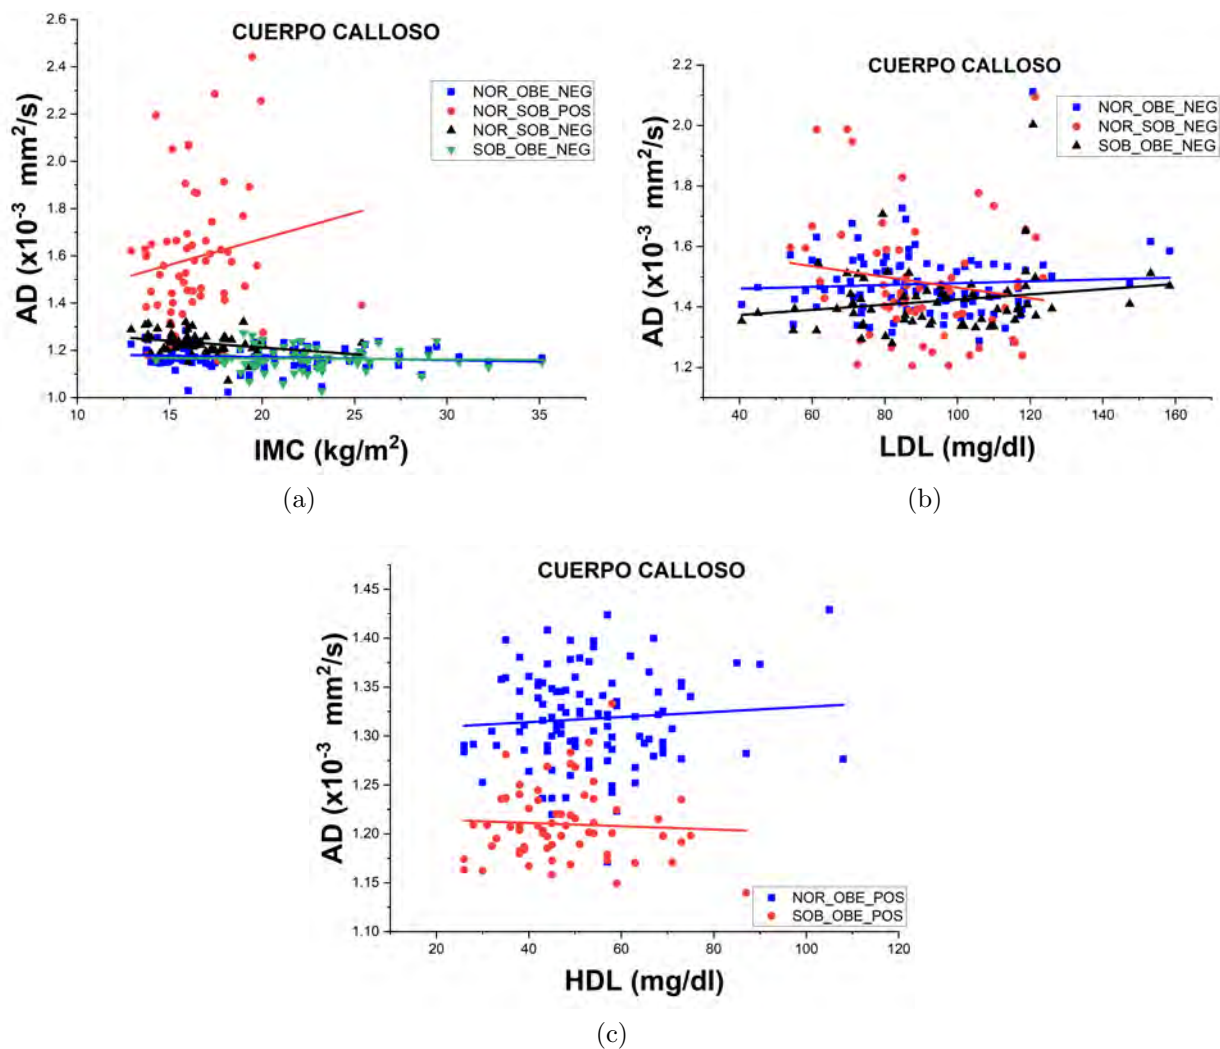 CUERPO CALLOSO
NOR_OBE_NEG
NOR_SOB_POS
NOR_SOB_NEG
SOB_OBE_NEG
2.6
2.4
2.2
2.0
1.8
1.6
1.4
1.2
1.0
AD (x10⁻³ mm²/s)
10 15 20 25 30 35
IMC (kg/m²)
(a)
CUERPO CALLOSO
NOR_OBE_NEG
NOR_SOB_NEG
SOB_OBE_NEG
2.2
2.0
1.8
1.6
1.4
1.2
AD (x10⁻³ mm²/s)
40 60 80 100 120 140 160
LDL (mg/dl)
(b)
CUERPO CALLOSO
1.45
1.40
1.35
1.30
1.25
1.20
1.15
1.10
AD (x10⁻³ mm²/s)
NOR_OBE_POS
SOB_OBE_POS
20 40 60 80 100 120
HDL (mg/dl)
(c)